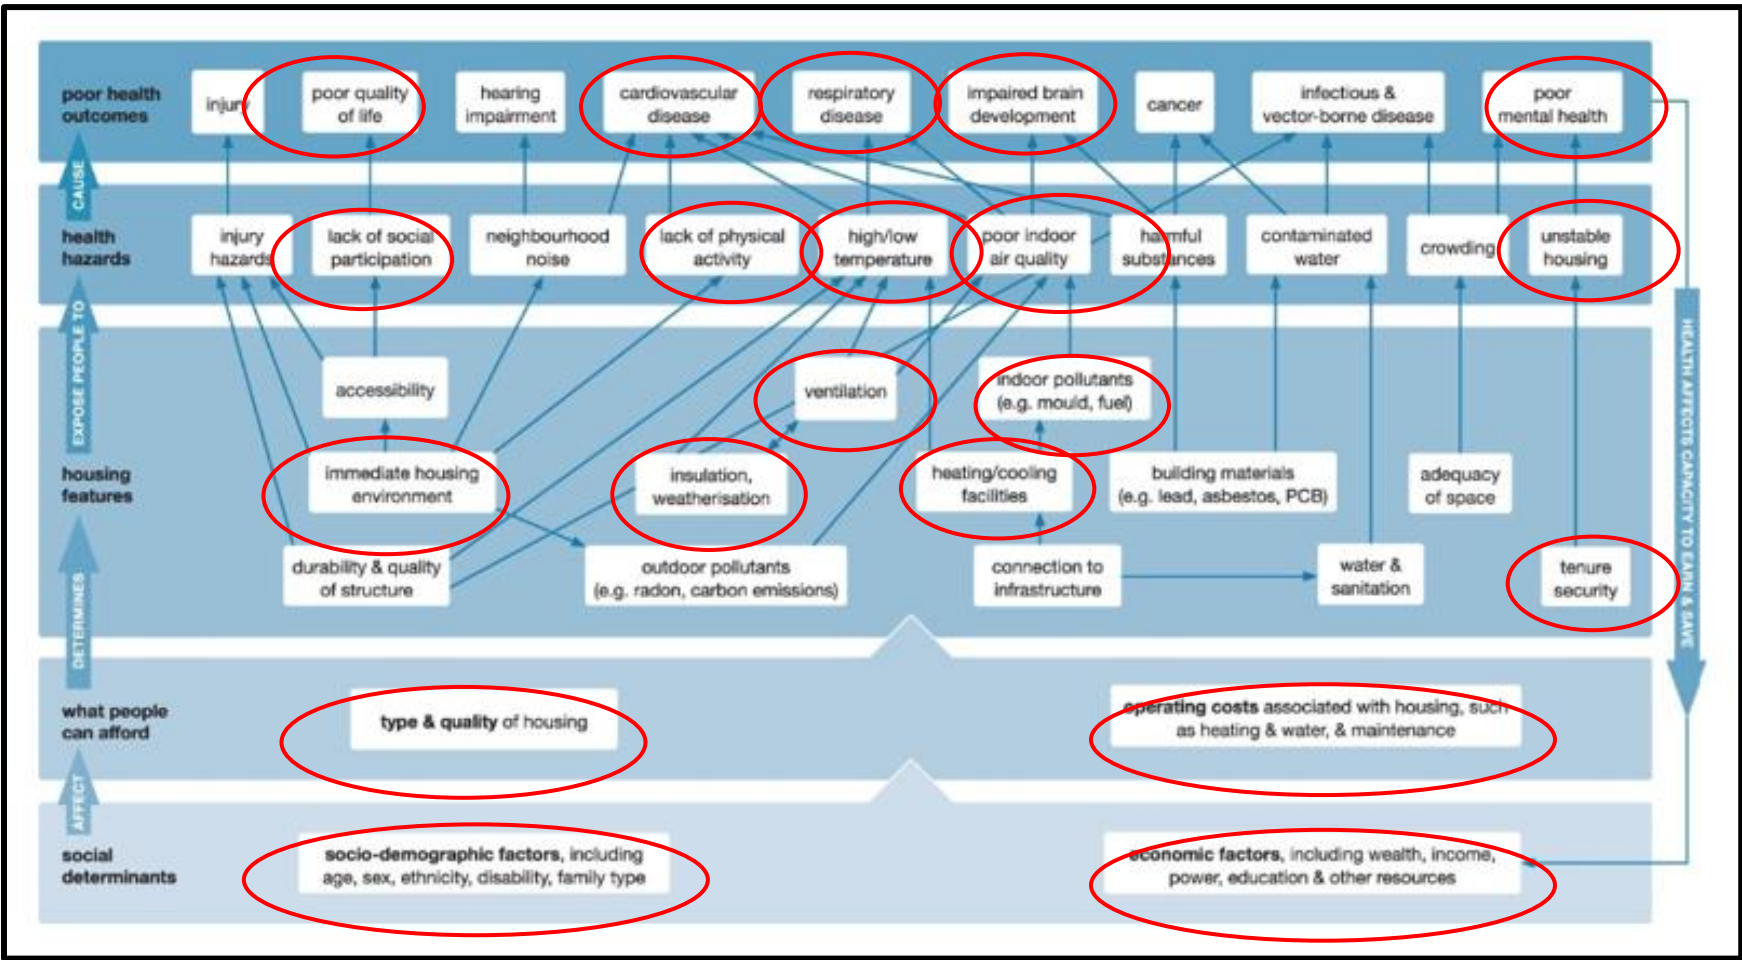 poor health
outcomes
injury
poor quality
of life
hearing
impairment
cardiovascular
disease
respiratory
disease
impaired brain
development
cancer
infectious &
vector-borne disease
poor
mental health
CAUSE
health
hazards
injury
hazards
lack of social
participation
neighbourhood
noise
lack of physical
activity
high/low
temperature
poor indoor
air quality
harmful
substances
contaminated
water
crowding
unstable
housing
EXPOSE PEOPLE TO
housing
features
accessibility
ventilation
indoor pollutants
(e.g. mould, fuel)
immediate housing
environment
insulation,
weatherisation
heating/cooling
facilities
building materials
(e.g. lead, asbestos, PCB)
adequacy
of space
durability & quality
of structure
outdoor pollutants
(e.g. radon, carbon emissions)
connection to
infrastructure
water &
sanitation
tenure
security
DETERMINES
what people
can afford
type & quality of housing
operating costs associated with housing, such
as heating & water, & maintenance
AFFECT
social
determinants
socio-demographic factors, including
age, sex, ethnicity, disability, family type
economic factors, including wealth, income,
power, education & other resources
HEALTH AFFECTS CAPACITY TO EARN & SAVE